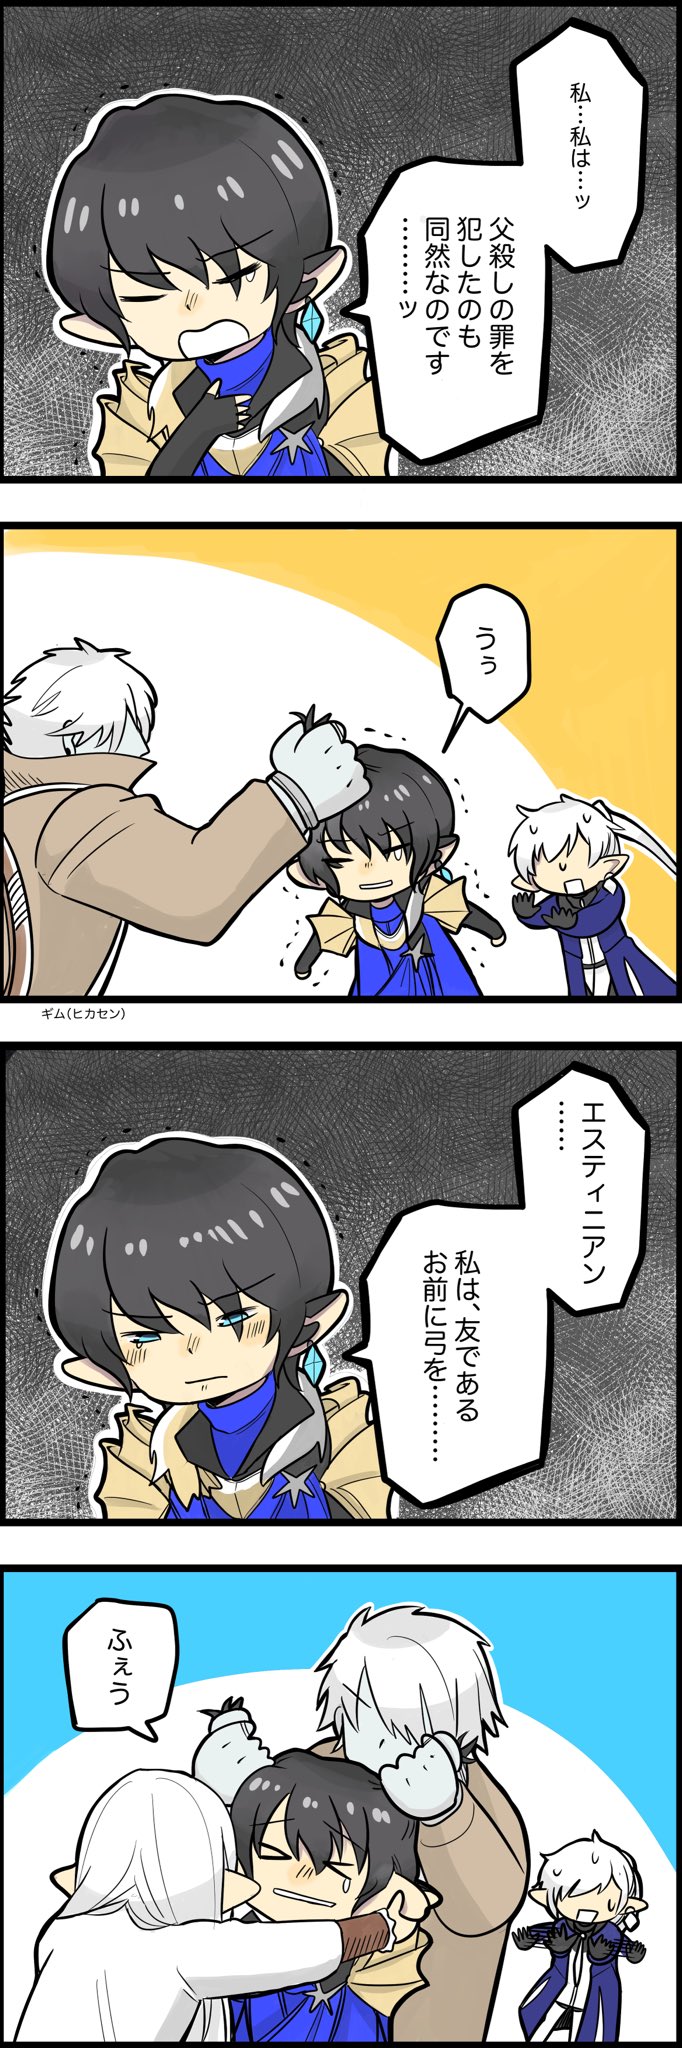 私…私は…ッ
父殺しの罪を
犯したのも
同然なのです
………ッ
うぅ
ギム(ヒカセン)
エスティニアン
……
私は、友である
お前に弓を………
ふぇう